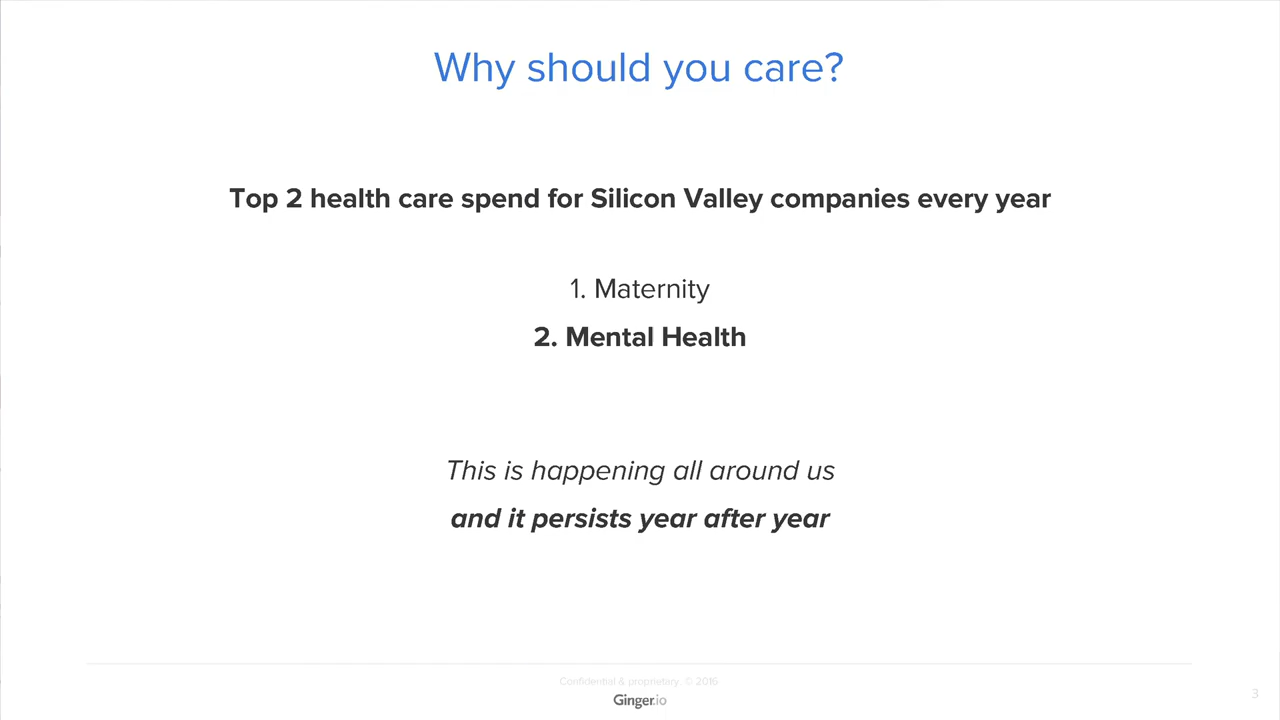 Why should you care?
Top 2 health care spend for Silicon Valley companies every year
1. Maternity
2. Mental Health
This is happening all around us
and it persists year after year
Confidential & proprietary. © 2016
Ginger.io
3